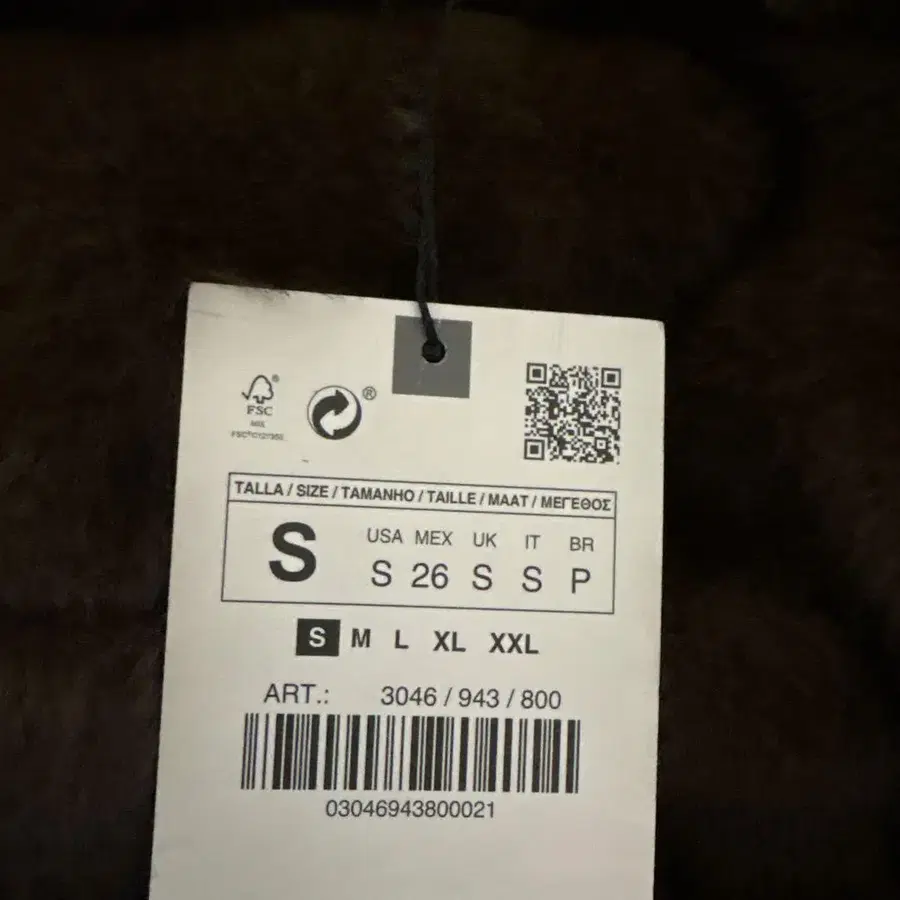 FSC
®
TALLA / SIZE / TAMANHO / TAILLE / MAAT / ΜΕΓΕΘΟΣ
S
USA MEX UK IT BR
S 26 S S P
S M L XL XXL
ART.: 3046 / 943 / 800
03046943800021